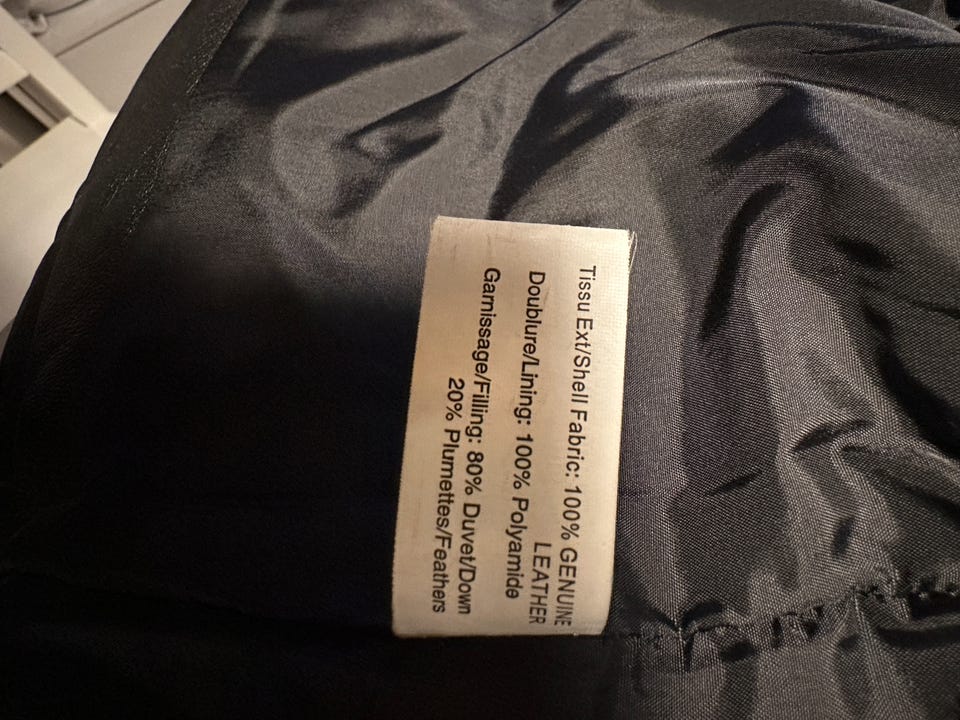 Tissu Ext/Shell Fabric: 100% GENUINE
LEATHER
Doublure/Lining: 100% Polyamide
Garnissage/Filling: 80% Duvet/Down
20% Plumettes/Feathers